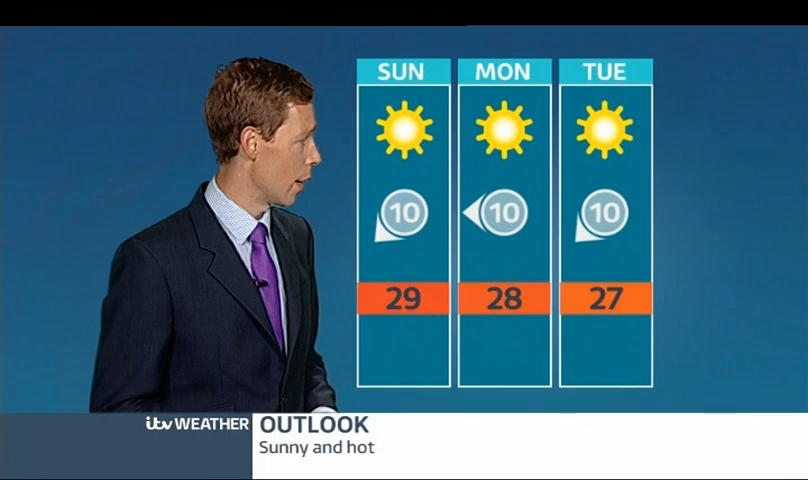 SUN MON TUE
10 10 10
29 28 27
itv WEATHER
OUTLOOK
Sunny and hot